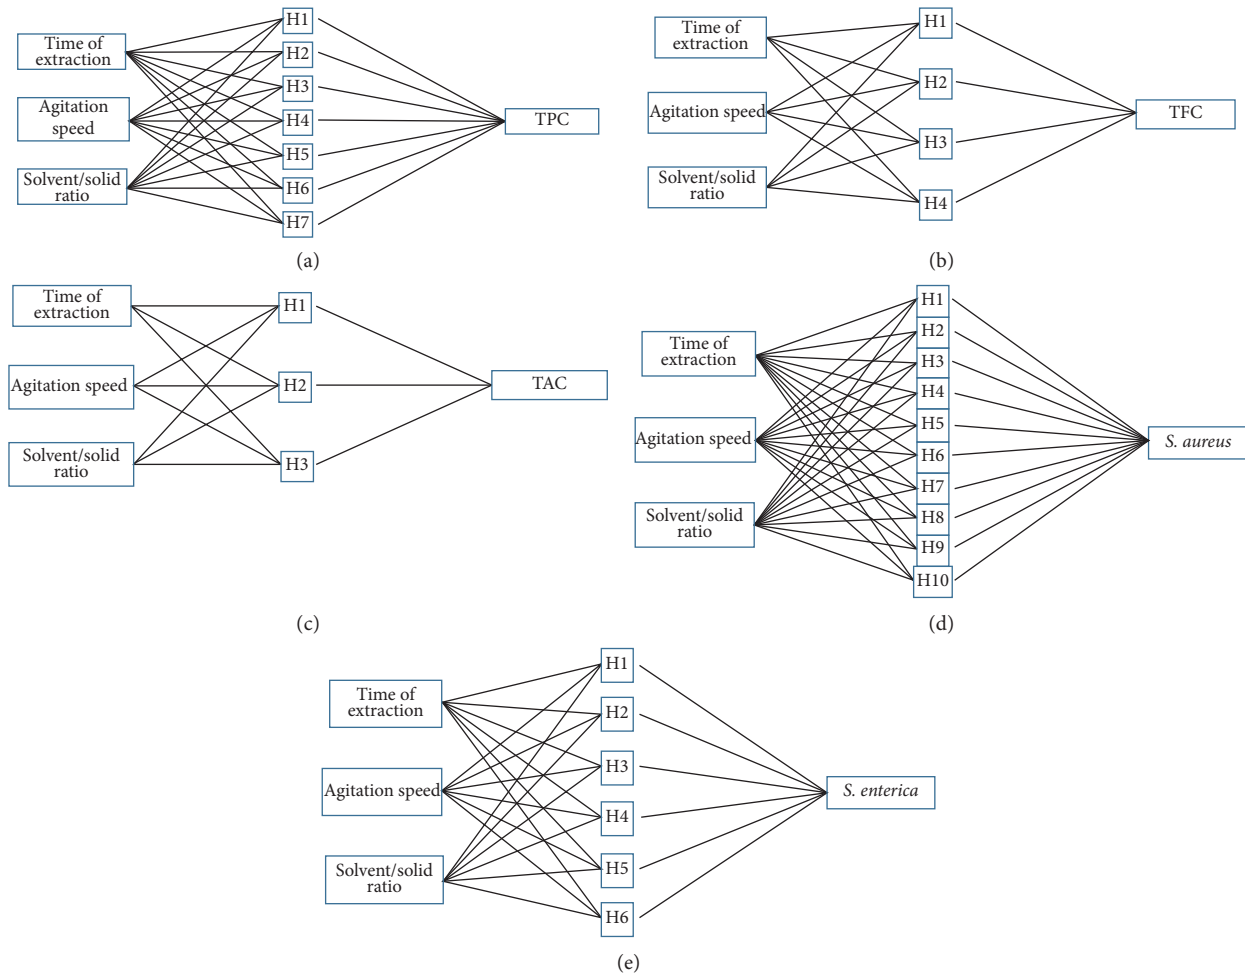 Time of
extraction
Agitation
speed
Solvent/solid
ratio
H1
H2
H3
H4
H5
H6
H7
TPC
(a)
Time of
extraction
Agitation speed
Solvent/solid
ratio
H1
H2
H3
H4
TFC
(b)
Time of
extraction
Agitation speed
Solvent/solid
ratio
H1
H2
H3
TAC
(c)
Time of
extraction
Agitation speed
Solvent/solid
ratio
H1
H2
H3
H4
H5
H6
H7
H8
H9
H10
S. aureus
(d)
Time of
extraction
Agitation speed
Solvent/solid
ratio
H1
H2
H3
H4
H5
H6
S. enterica
(e)